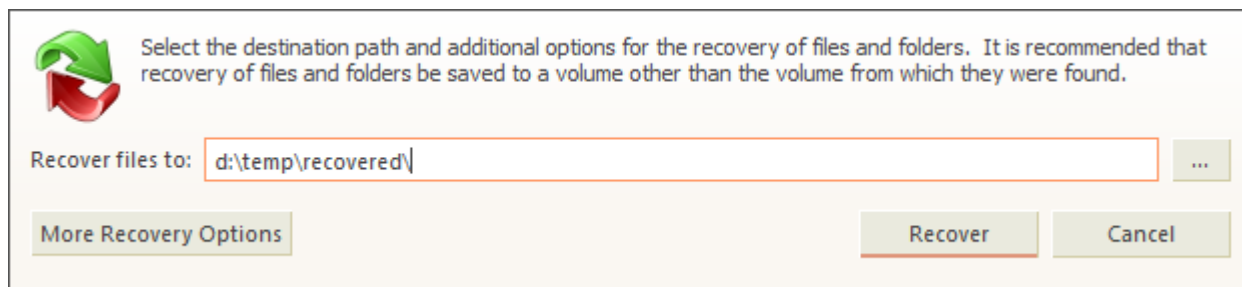 Select the destination path and additional options for the recovery of files and folders.  It is recommended that
recovery of files and folders be saved to a volume other than the volume from which they were found.
Recover files to: d:\temp\recovered\ ...
More Recovery Options Recover Cancel